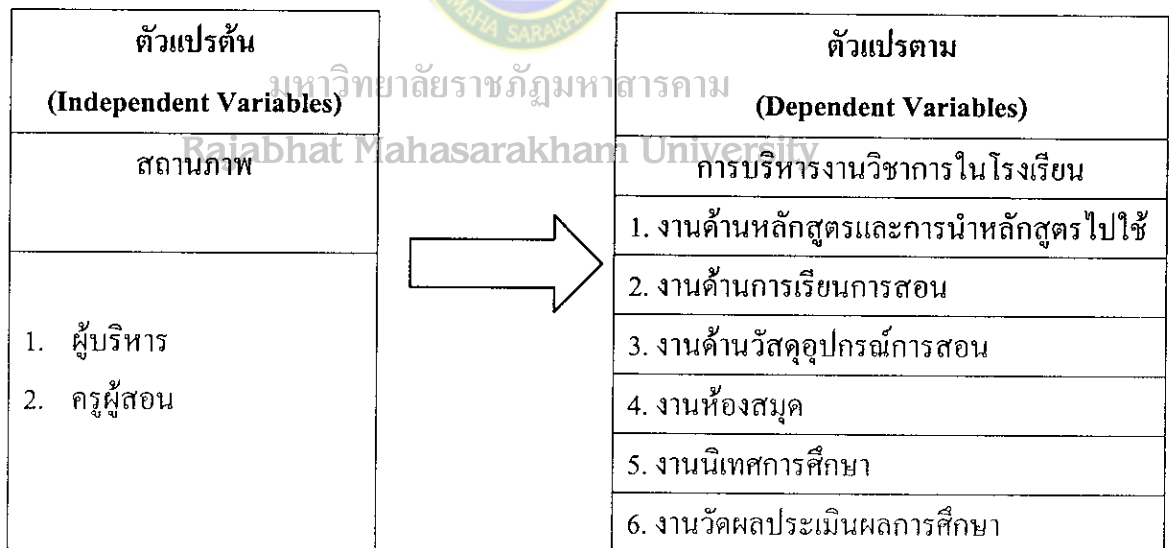 MAHA SARAKHAM
ตัวแปรต้น
(Independent Variables)
สถานภาพ
1. ผู้บริหาร
2. ครูผู้สอน
ตัวแปรตาม
(Dependent Variables)
การบริหารงานวิชาการในโรงเรียน
1. งานด้านหลักสูตรและการนำหลักสูตรไปใช้
2. งานด้านการเรียนการสอน
3. งานด้านวัสดุอุปกรณ์การสอน
4. งานห้องสมุด
5. งานนิเทศการศึกษา
6. งานวัดผลประเมินผลการศึกษา
มหาวิทยาลัยราชภัฏมหาสารคาม
Rajabhat Mahasarakham University